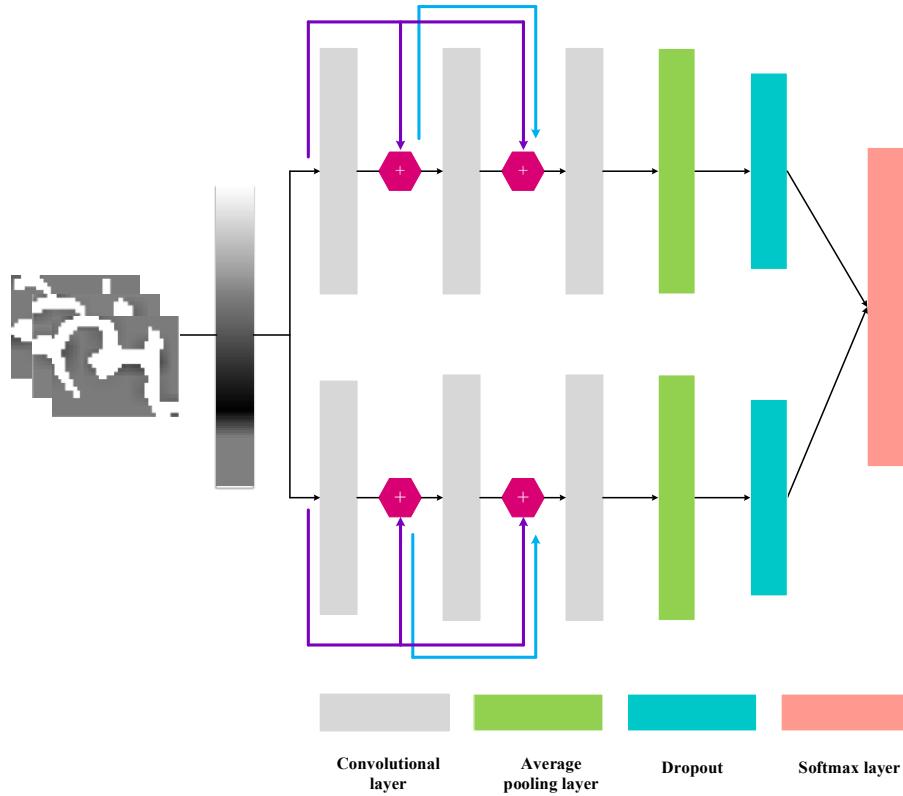 +
+
+
+
Convolutional
layer
Average
pooling layer
Dropout
Softmax layer